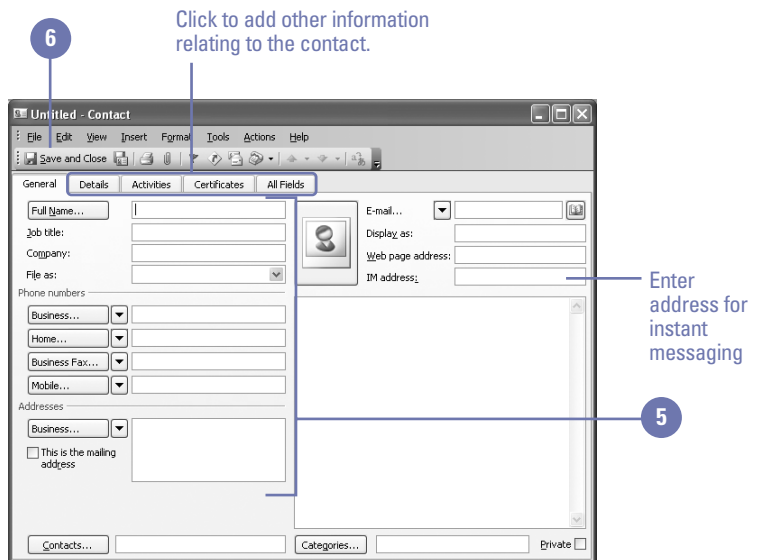 Click to add other information
relating to the contact.
6
Untitled - Contact
File Edit View Insert Format Tools Actions Help
Save and Close
General Details Activities Certificates All Fields
Full Name...
Job title:
Company:
File as:
Phone numbers
Business...
Home...
Business Fax...
Mobile...
Addresses
Business...
This is the mailing
address
E-mail...
Display as:
Web page address:
IM address:
Enter
address for
instant
messaging
5
Contacts... Categories... Private